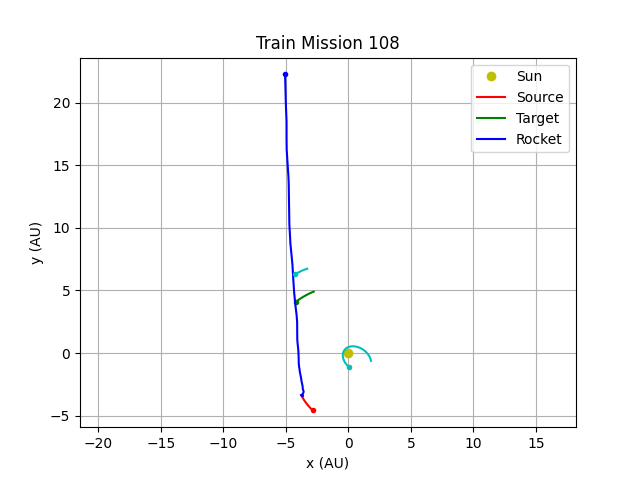 Train Mission 108
Sun
Source
Target
Rocket
20
15
10
5
0
−5
y (AU)
−20
−15
−10
−5
0
5
10
15
x (AU)